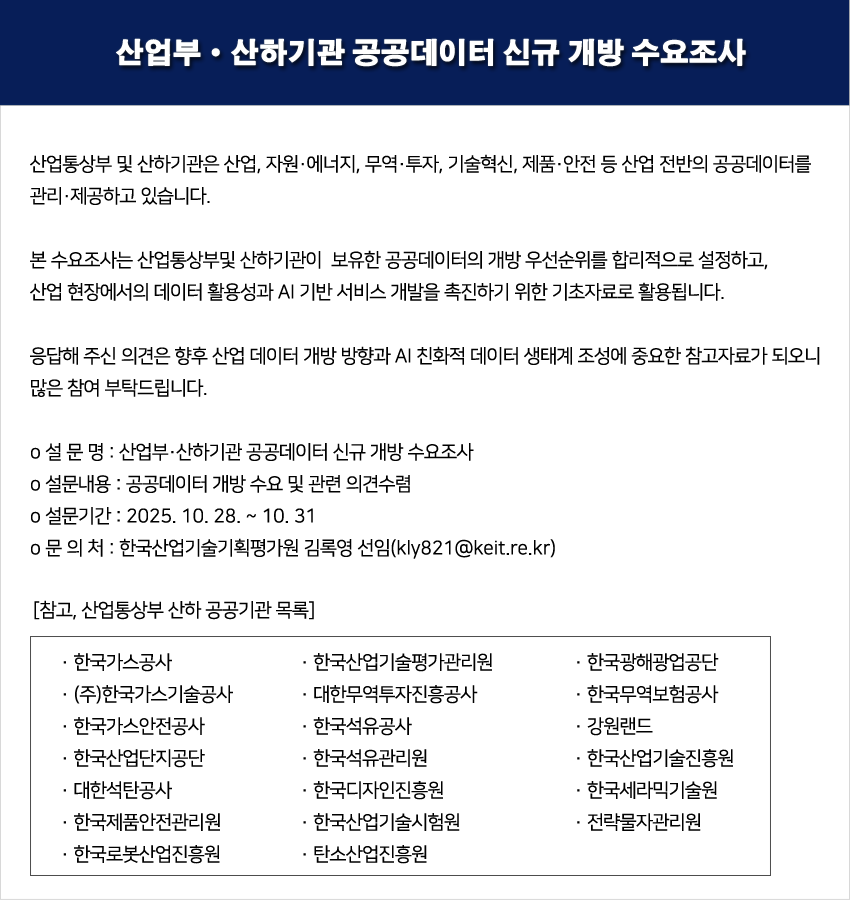 산업부 • 산하기관 공공데이터 신규 개방 수요조사
산업통상부 및 산하기관은 산업, 자원·에너지, 무역·투자, 기술혁신, 제품·안전 등 산업 전반의 공공데이터를
관리·제공하고 있습니다.
본 수요조사는 산업통상부및 산하기관이  보유한 공공데이터의 개방 우선순위를 합리적으로 설정하고,
산업 현장에서의 데이터 활용성과 AI 기반 서비스 개발을 촉진하기 위한 기초자료로 활용됩니다.
응답해 주신 의견은 향후 산업 데이터 개방 방향과 AI 친화적 데이터 생태계 조성에 중요한 참고자료가 되오니
많은 참여 부탁드립니다.
o 설 문 명 : 산업부·산하기관 공공데이터 신규 개방 수요조사
o 설문내용 : 공공데이터 개방 수요 및 관련 의견수렴
o 설문기간 : 2025. 10. 28. ~ 10. 31
o 문 의 처 : 한국산업기술기획평가원 김록영 선임(kly821@keit.re.kr)
[참고, 산업통상부 산하 공공기관 목록]
· 한국가스공사 · 한국산업기술평가관리원 · 한국광해광업공단
· (주)한국가스기술공사 · 대한무역투자진흥공사 · 한국무역보험공사
· 한국가스안전공사 · 한국석유공사 · 강원랜드
· 한국산업단지공단 · 한국석유관리원 · 한국산업기술진흥원
· 대한석탄공사 · 한국디자인진흥원 · 한국세라믹기술원
· 한국제품안전관리원 · 한국산업기술시험원 · 전략물자관리원
· 한국로봇산업진흥원 · 탄소산업진흥원